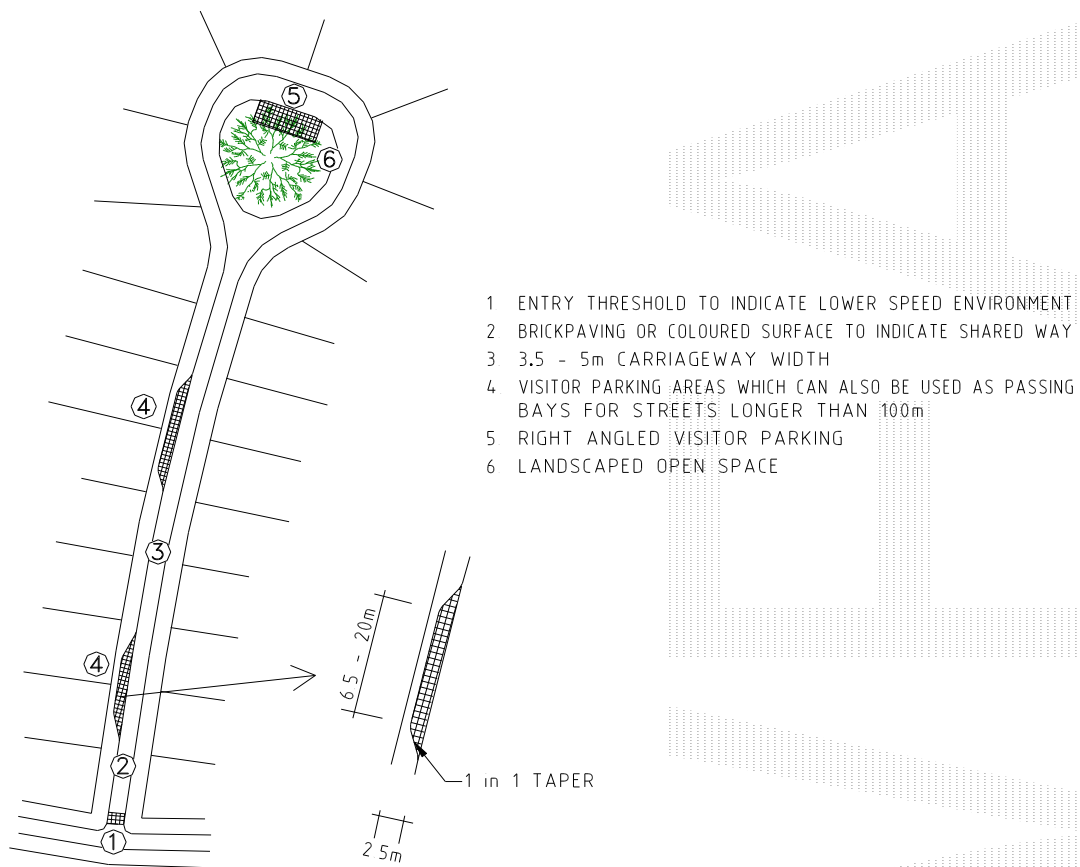 5
6
1 ENTRY THRESHOLD TO INDICATE LOWER SPEED ENVIRONMENT
2 BRICKPAVING OR COLOURED SURFACE TO INDICATE SHARED WAY
3 3.5 - 5m CARRIAGEWAY WIDTH
4 VISITOR PARKING AREAS WHICH CAN ALSO BE USED AS PASSING
BAYS FOR STREETS LONGER THAN 100m
5 RIGHT ANGLED VISITOR PARKING
6 LANDSCAPED OPEN SPACE
4
3
4
6.5 - 20m
2
1 in 1 TAPER
1
2.5m